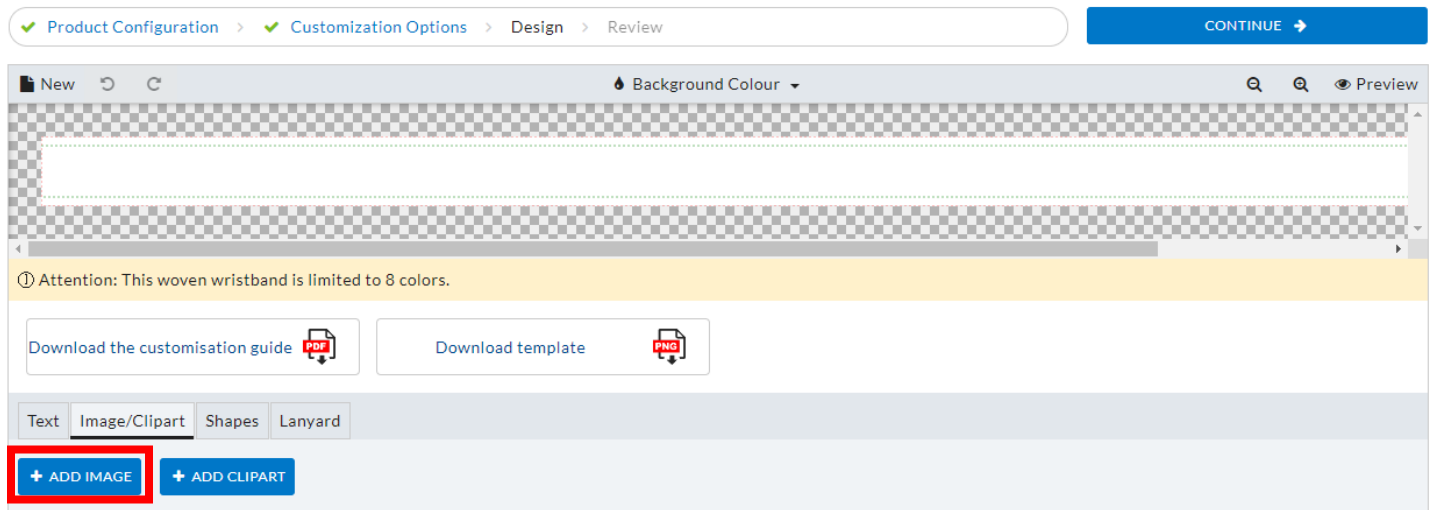 Product Configuration > Customization Options > Design > Review
CONTINUE
New
Background Colour
Preview
Attention: This woven wristband is limited to 8 colors.
Download the customisation guide PDF
Download template PNG
Text Image/Clipart Shapes Lanyard
+ ADD IMAGE + ADD CLIPART